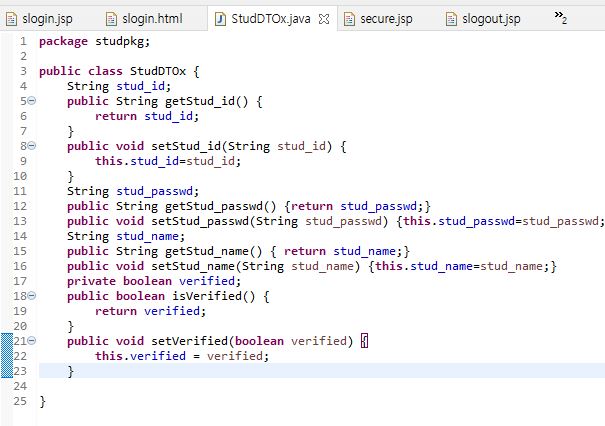 slogin.jsp slogin.html StudDTOx.java secure.jsp slogout.jsp »2
1 package studpkg;
2
3 public class StudDTOx {
4 String stud_id;
5 public String getStud_id() {
6 return stud_id;
7 }
8 public void setStud_id(String stud_id) {
9 this.stud_id=stud_id;
10 }
11 String stud_passwd;
12 public String getStud_passwd() {return stud_passwd;}
13 public void setStud_passwd(String stud_passwd) {this.stud_passwd=stud_passwd;
14 String stud_name;
15 public String getStud_name() { return stud_name;}
16 public void setStud_name(String stud_name) {this.stud_name=stud_name;}
17 private boolean verified;
18 public boolean isVerified() {
19 return verified;
20 }
21 public void setVerified(boolean verified) {
22 this.verified = verified;
23 }
24
25 }